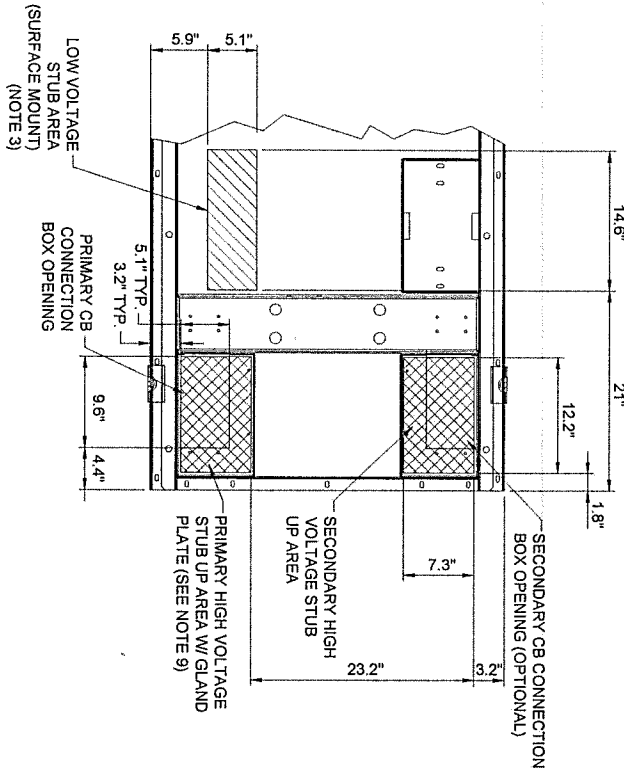 5.9"
5.1"
LOW VOLTAGE
STUB AREA
(SURFACE MOUNT)
(NOTE 3)
14.6"
21"
5.1" TYP.
3.2" TYP.
PRIMARY CB
CONNECTION
BOX OPENING
9.6"
4.4"
12.2"
1.8"
7.3"
SECONDARY CB CONNECTION
BOX OPENING (OPTIONAL)
SECONDARY HIGH
VOLTAGE STUB
UP AREA
PRIMARY HIGH VOLTAGE
STUB UP AREA W/ GLAND
PLATE (SEE NOTE 9)
23.2"
3.2"